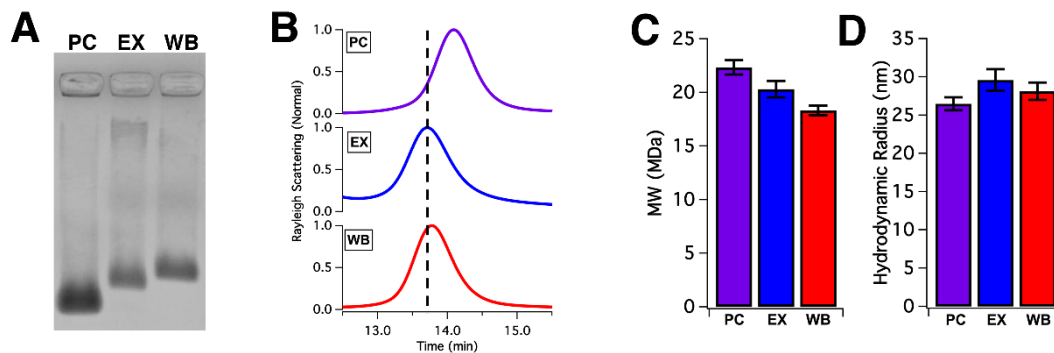 A
PC EX WB
B
Rayleigh Scattering (Normal)
1.0
0.5
0.0
PC
1.0
0.5
0.0
EX
1.0
0.5
0.0
WB
13.0 14.0 15.0
Time (min)
C
MW (MDa)
25
20
15
10
5
0
PC EX WB
D
Hydrodynamic Radius (nm)
35
30
25
20
15
10
5
0
PC EX WB